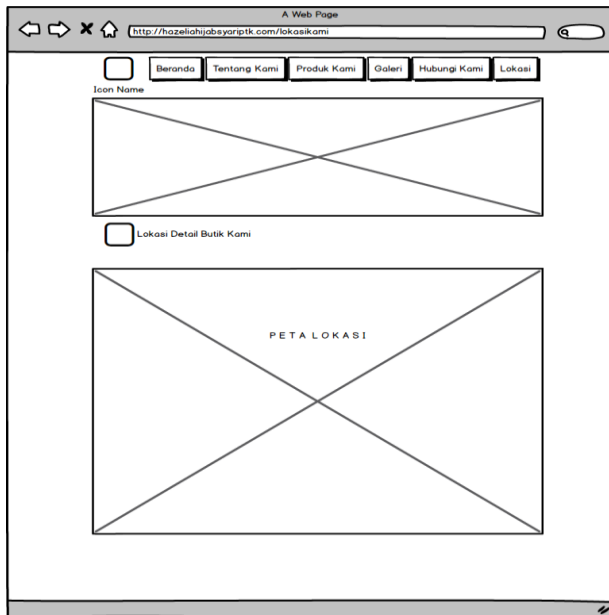 A Web Page
http://hazeliahijabsyariptk.com/lokasikami
Beranda Tentang Kami Produk Kami Galeri Hubungi Kami Lokasi
Icon Name
Lokasi Detail Butik Kami
PETA LOKASI